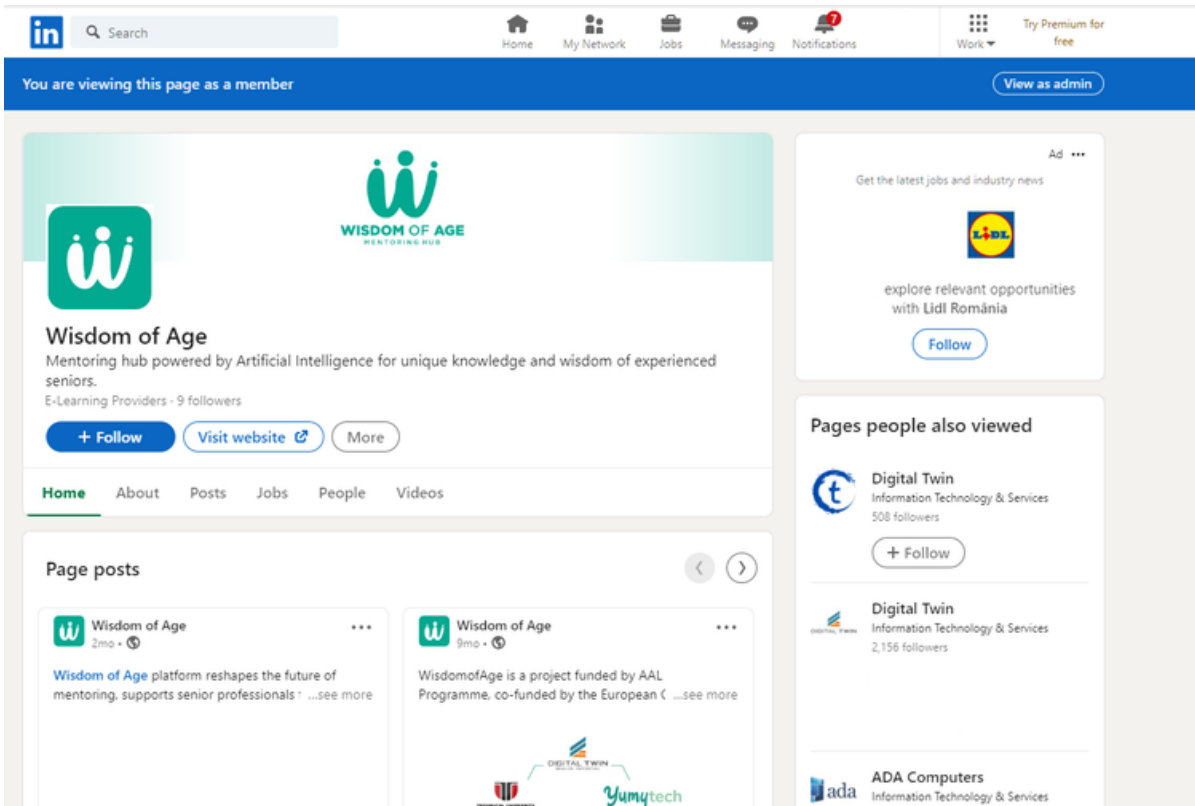 in Search
Home
My Network
Jobs
Messaging
7
Notifications
Work
Try Premium for
free
You are viewing this page as a member
View as admin
WISDOM OF AGE
MENTORING HUB
Wisdom of Age
Mentoring hub powered by Artificial Intelligence for unique knowledge and wisdom of experienced
seniors.
E-Learning Providers · 9 followers
+ Follow
Visit website
More
Home
About
Posts
Jobs
People
Videos
Page posts
Wisdom of Age
2mo •
Wisdom of Age platform reshapes the future of
mentoring, supports senior professionals ...see more
Wisdom of Age
9mo •
WisdomofAge is a project funded by AAL
Programme, co-funded by the European ...see more
DIGITAL TWIN
Yumytech
Ad
Get the latest jobs and industry news
LIDL
explore relevant opportunities
with Lidl România
Follow
Pages people also viewed
Digital Twin
Information Technology & Services
508 followers
+ Follow
DIGITAL TWIN
Digital Twin
Information Technology & Services
2,156 followers
ada
ADA Computers
Information Technology & Services